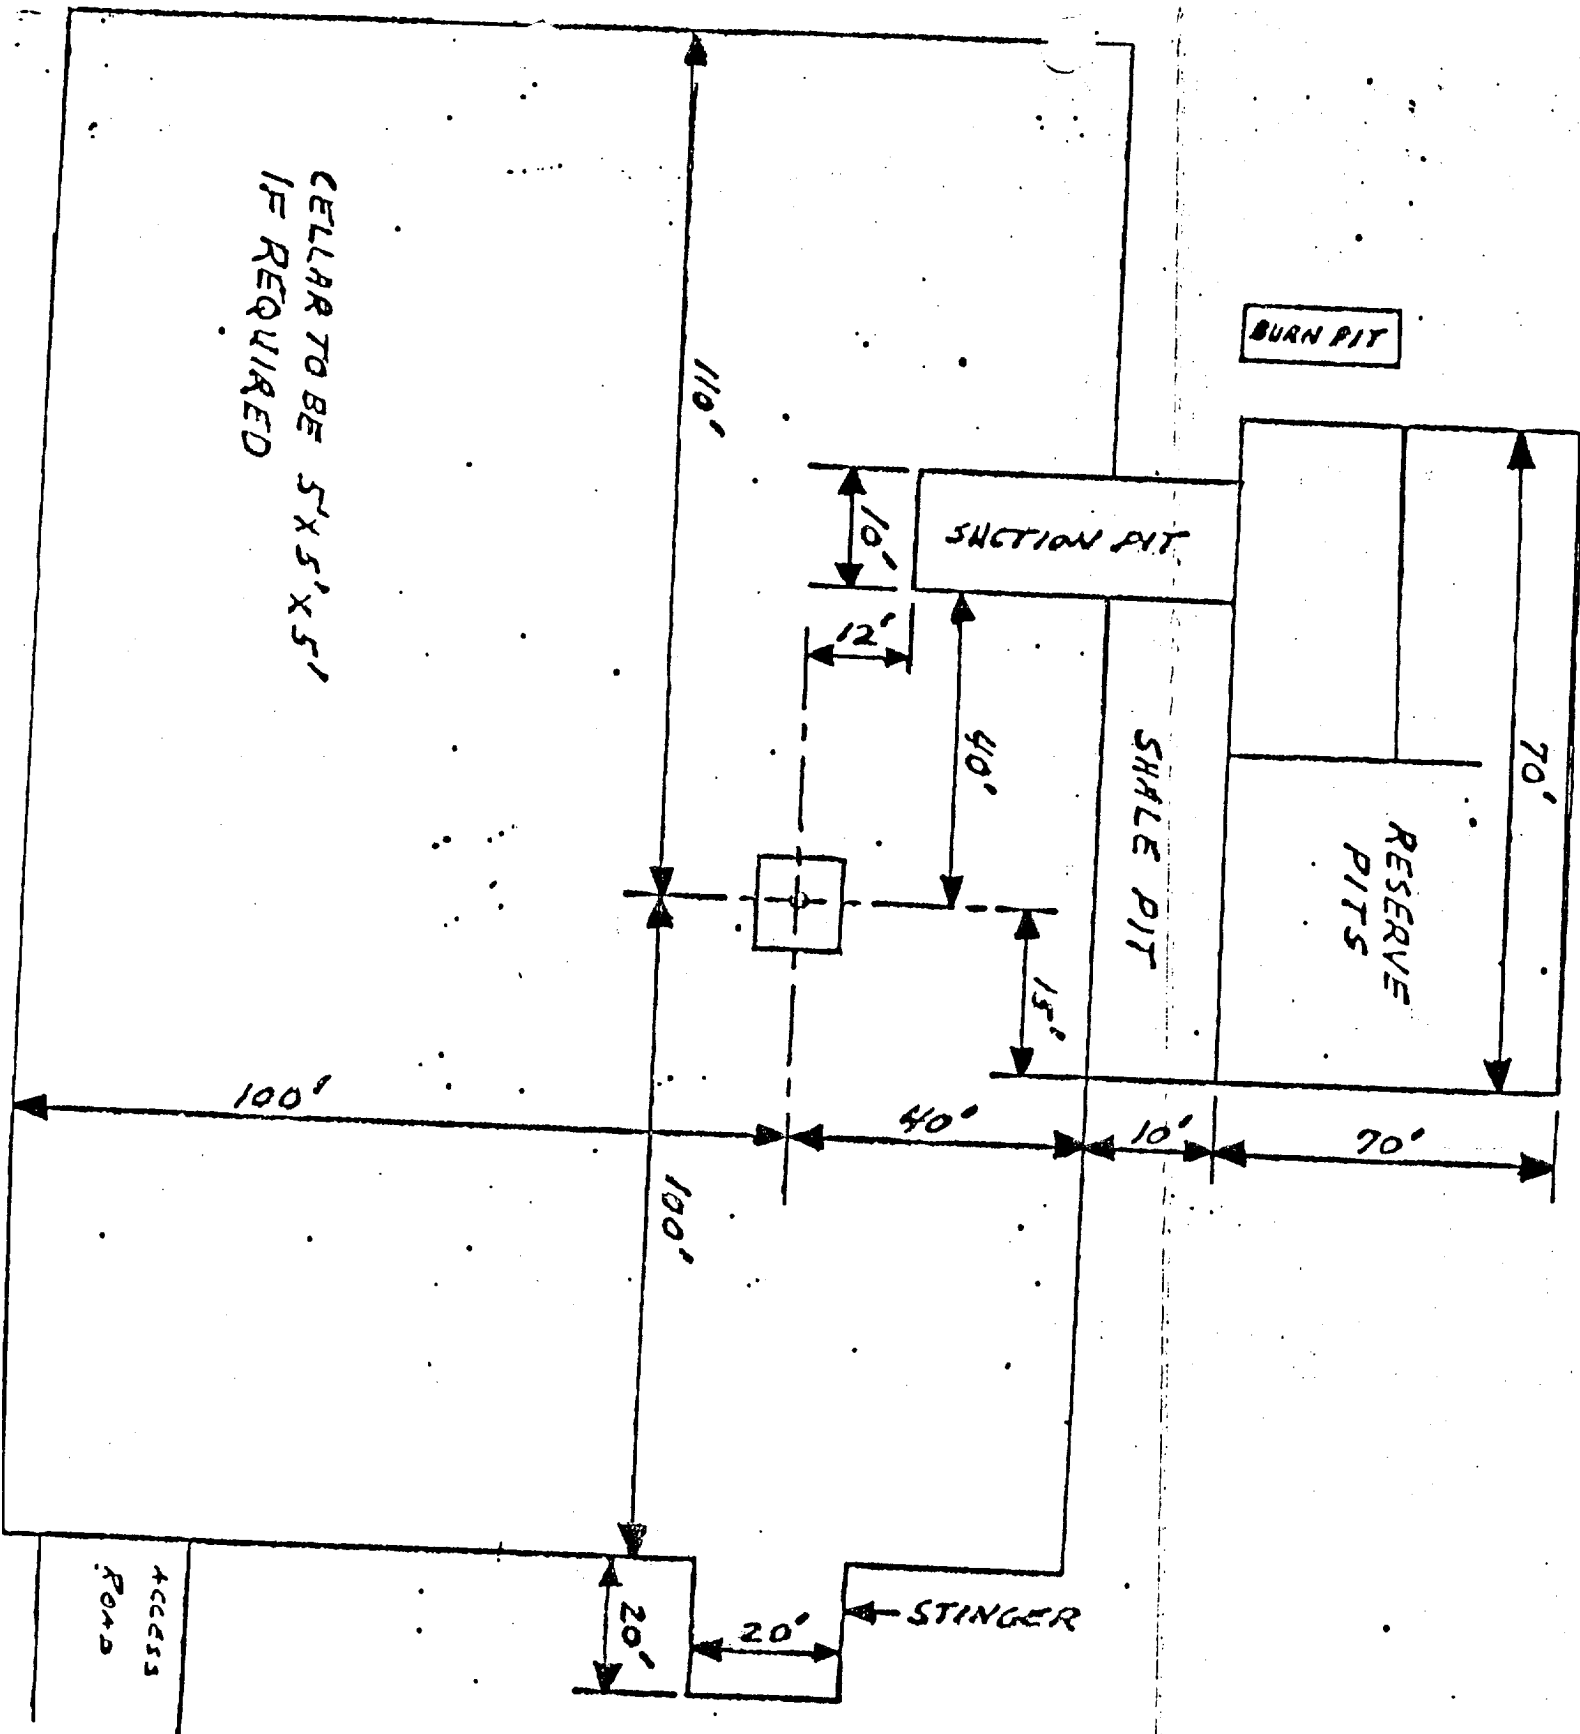 BURN PIT
110'
CELLAR TO BE 5'X5'X5'
IF REQUIRED
10'
SUCTION PIT
12'
40'
SHALE PIT
70'
RESERVE
PITS
15'
100'
40'
10'
70'
100'
STINGER
20'
20'
ACCESS
ROAD